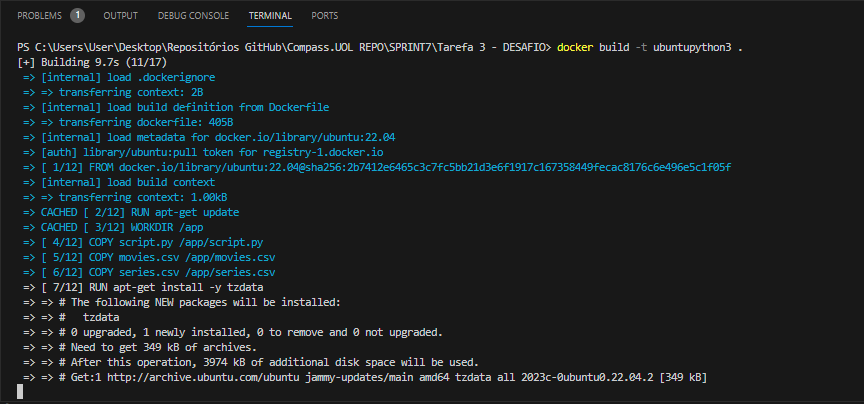 PROBLEMS 1 OUTPUT DEBUG CONSOLE TERMINAL PORTS
PS C:\Users\User\Desktop\Repositórios GitHub\Compass.UOL REPO\SPRINT7\Tarefa 3 - DESAFIO> docker build -t ubuntupython3 .
[+] Building 9.7s (11/17)
=> [internal] load .dockerignore
=> => transferring context: 2B
=> [internal] load build definition from Dockerfile
=> => transferring dockerfile: 405B
=> [internal] load metadata for docker.io/library/ubuntu:22.04
=> [auth] library/ubuntu:pull token for registry-1.docker.io
=> [ 1/12] FROM docker.io/library/ubuntu:22.04@sha256:2b7412e6465c3c7fc5bb21d3e6f1917c167358449fecac8176c6e496e5c1f05f
=> [internal] load build context
=> => transferring context: 1.00kB
=> CACHED [ 2/12] RUN apt-get update
=> CACHED [ 3/12] WORKDIR /app
=> [ 4/12] COPY script.py /app/script.py
=> [ 5/12] COPY movies.csv /app/movies.csv
=> [ 6/12] COPY series.csv /app/series.csv
=> [ 7/12] RUN apt-get install -y tzdata
=> => # The following NEW packages will be installed:
=> => #   tzdata
=> => # 0 upgraded, 1 newly installed, 0 to remove and 0 not upgraded.
=> => # Need to get 349 kB of archives.
=> => # After this operation, 3974 kB of additional disk space will be used.
=> => # Get:1 http://archive.ubuntu.com/ubuntu jammy-updates/main amd64 tzdata all 2023c-0ubuntu0.22.04.2 [349 kB]